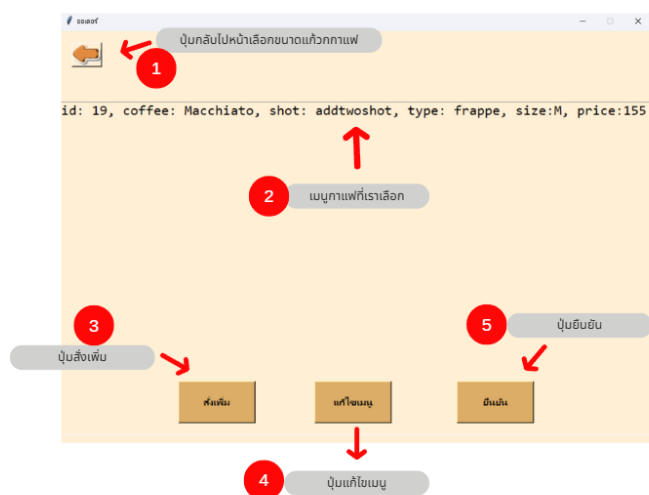 ออเดอร์
ปุ่มกลับไปหน้าเลือกขนาดแก้วกาแฟ
1
id: 19, coffee: Macchiato, shot: addtwoshot, type: frappe, size:M, price:155
2
เมนูกาแฟที่เราเลือก
3
ปุ่มสั่งเพิ่ม
5
ปุ่มยืนยัน
สั่งเพิ่ม
แก้ไขเมนู
ยืนยัน
4
ปุ่มแก้ไขเมนู